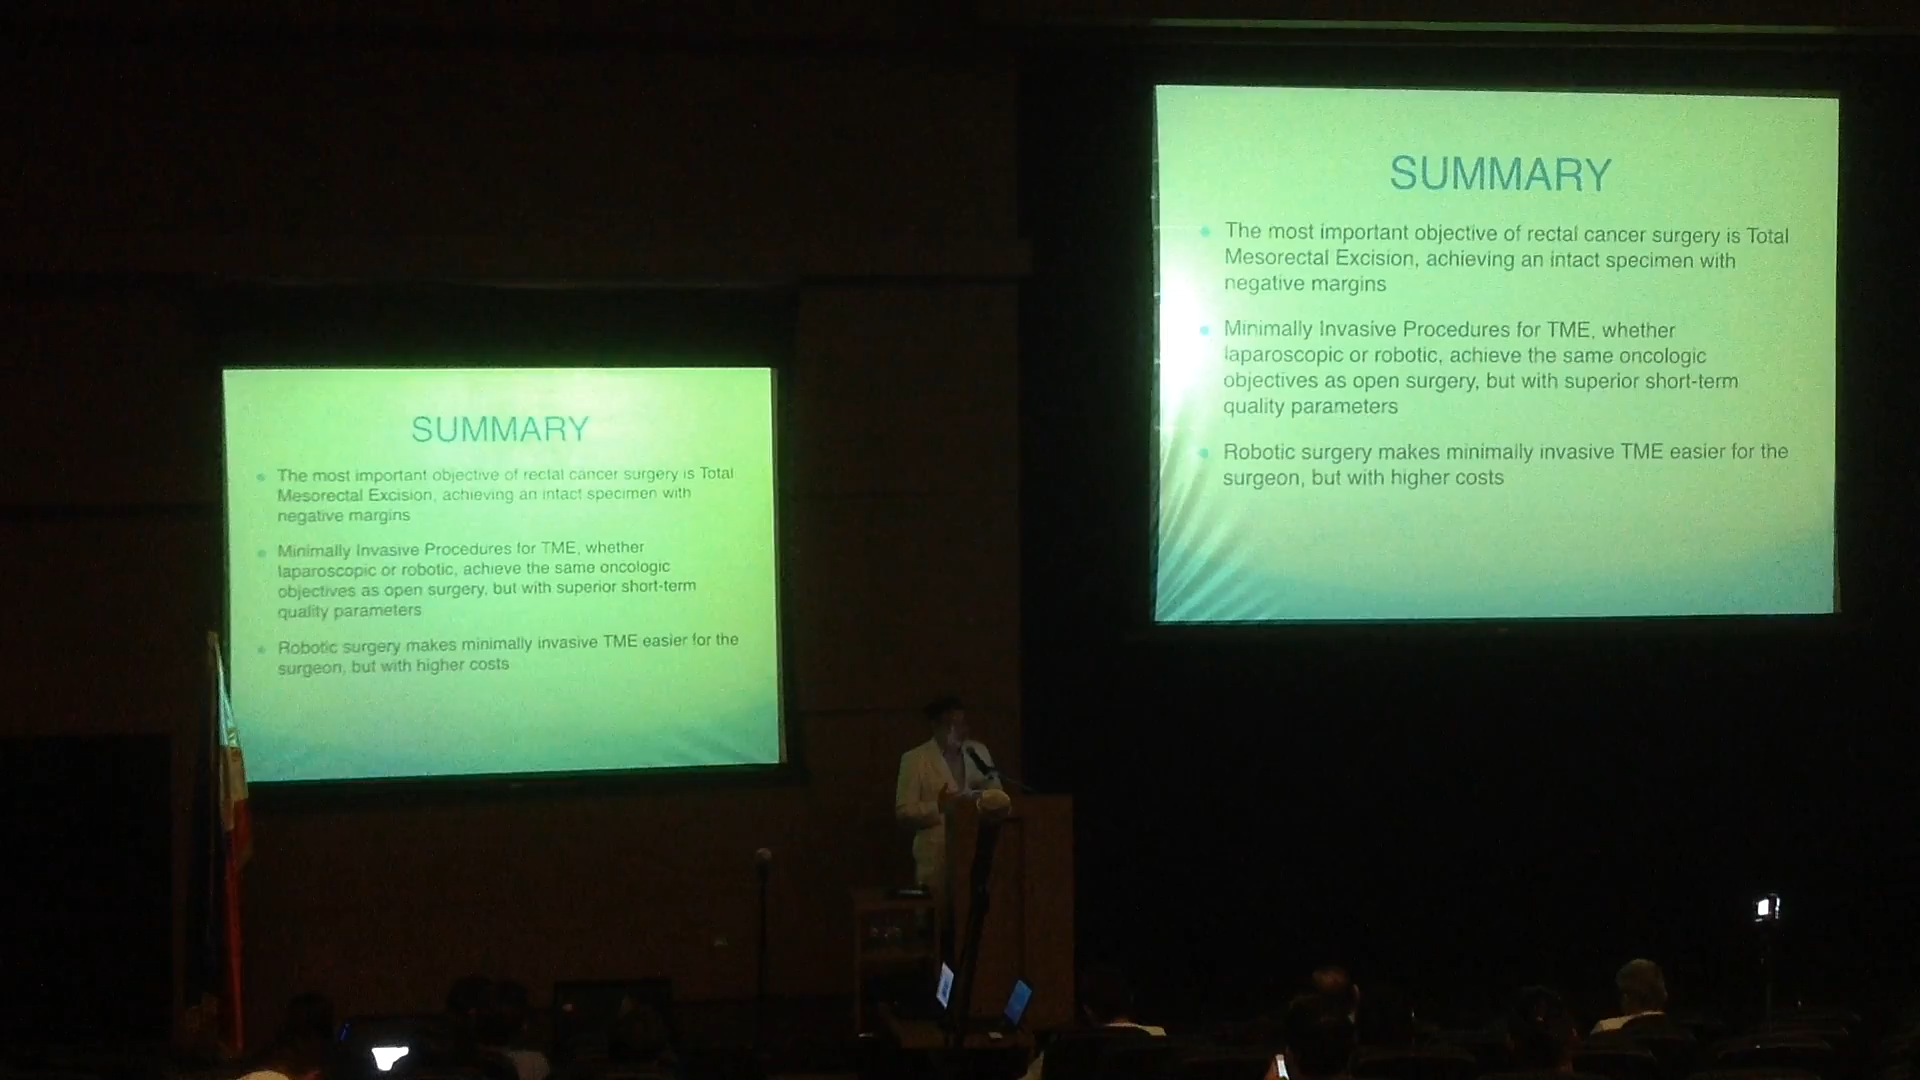 SUMMARY
The most important objective of rectal cancer surgery is Total
Mesorectal Excision, achieving an intact specimen with
negative margins
Minimally Invasive Procedures for TME, whether
laparoscopic or robotic, achieve the same oncologic
objectives as open surgery, but with superior short-term
quality parameters
Robotic surgery makes minimally invasive TME easier for the
surgeon, but with higher costs
SUMMARY
The most important objective of rectal cancer surgery is Total
Mesorectal Excision, achieving an intact specimen with
negative margins
Minimally Invasive Procedures for TME, whether
laparoscopic or robotic, achieve the same oncologic
objectives as open surgery, but with superior short-term
quality parameters
Robotic surgery makes minimally invasive TME easier for the
surgeon, but with higher costs